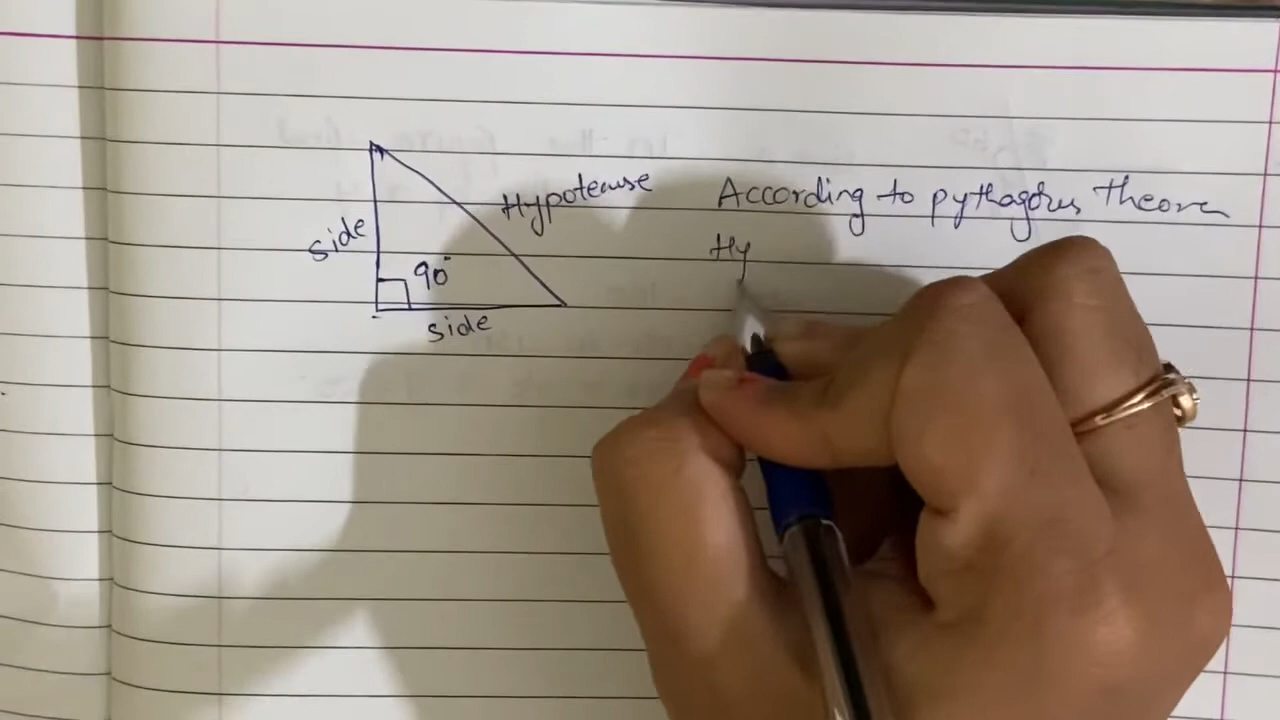 Hypotenuse
According to pythagorus theorem
side
Hy
90°
side